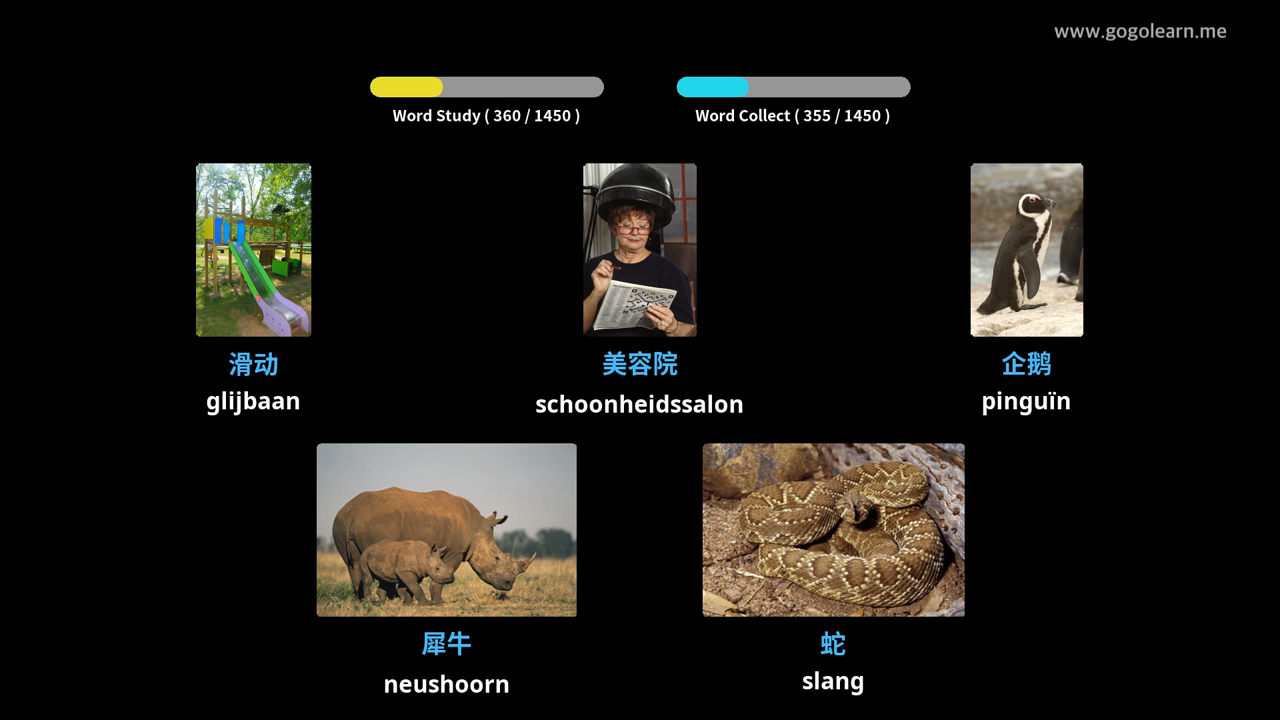 www.gogolearn.me
Word Study ( 360 / 1450 )
Word Collect ( 355 / 1450 )
滑动
glijbaan
美容院
schoonheidssalon
企鹅
pinguïn
犀牛
neushoorn
蛇
slang